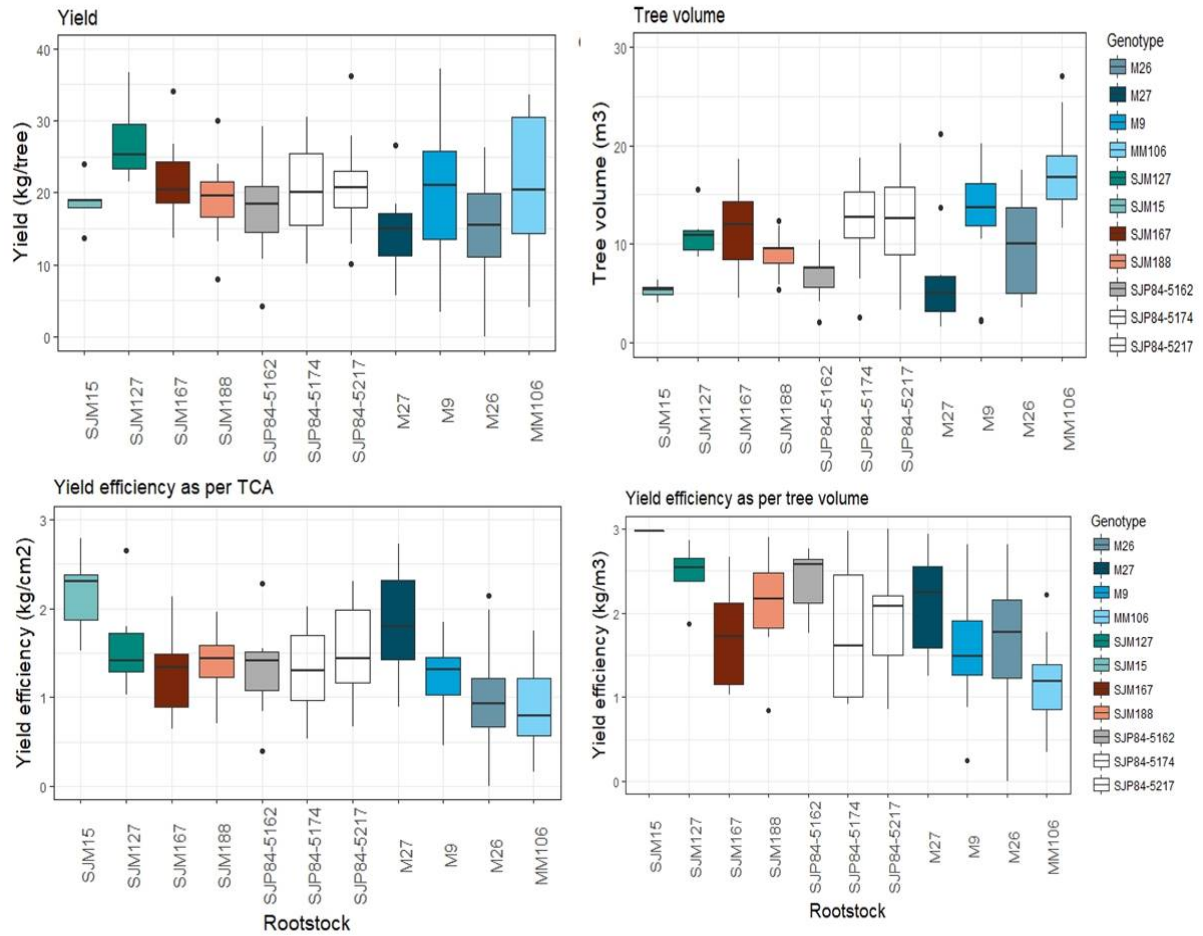 Yield
Yield (kg/tree)
40
30
20
10
0
SJM15
SJM127
SJM167
SJM188
SJP84-5162
SJP84-5174
SJP84-5217
M27
M9
M26
MM106
Tree volume
Tree volume (m3)
30
20
10
0
SJM15
SJM127
SJM167
SJM188
SJP84-5162
SJP84-5174
SJP84-5217
M27
M9
M26
MM106
Genotype
M26
M27
M9
MM106
SJM127
SJM15
SJM167
SJM188
SJP84-5162
SJP84-5174
SJP84-5217
Yield efficiency as per TCA
Yield efficiency (kg/cm2)
3
2
1
0
SJM15
SJM127
SJM167
SJM188
SJP84-5162
SJP84-5174
SJP84-5217
M27
M9
M26
MM106
Rootstock
Yield efficiency as per tree volume
Yield efficiency (kg/m3)
3
2
1
0
SJM15
SJM127
SJM167
SJM188
SJP84-5162
SJP84-5174
SJP84-5217
M27
M9
M26
MM106
Rootstock
Genotype
M26
M27
M9
MM106
SJM127
SJM15
SJM167
SJM188
SJP84-5162
SJP84-5174
SJP84-5217